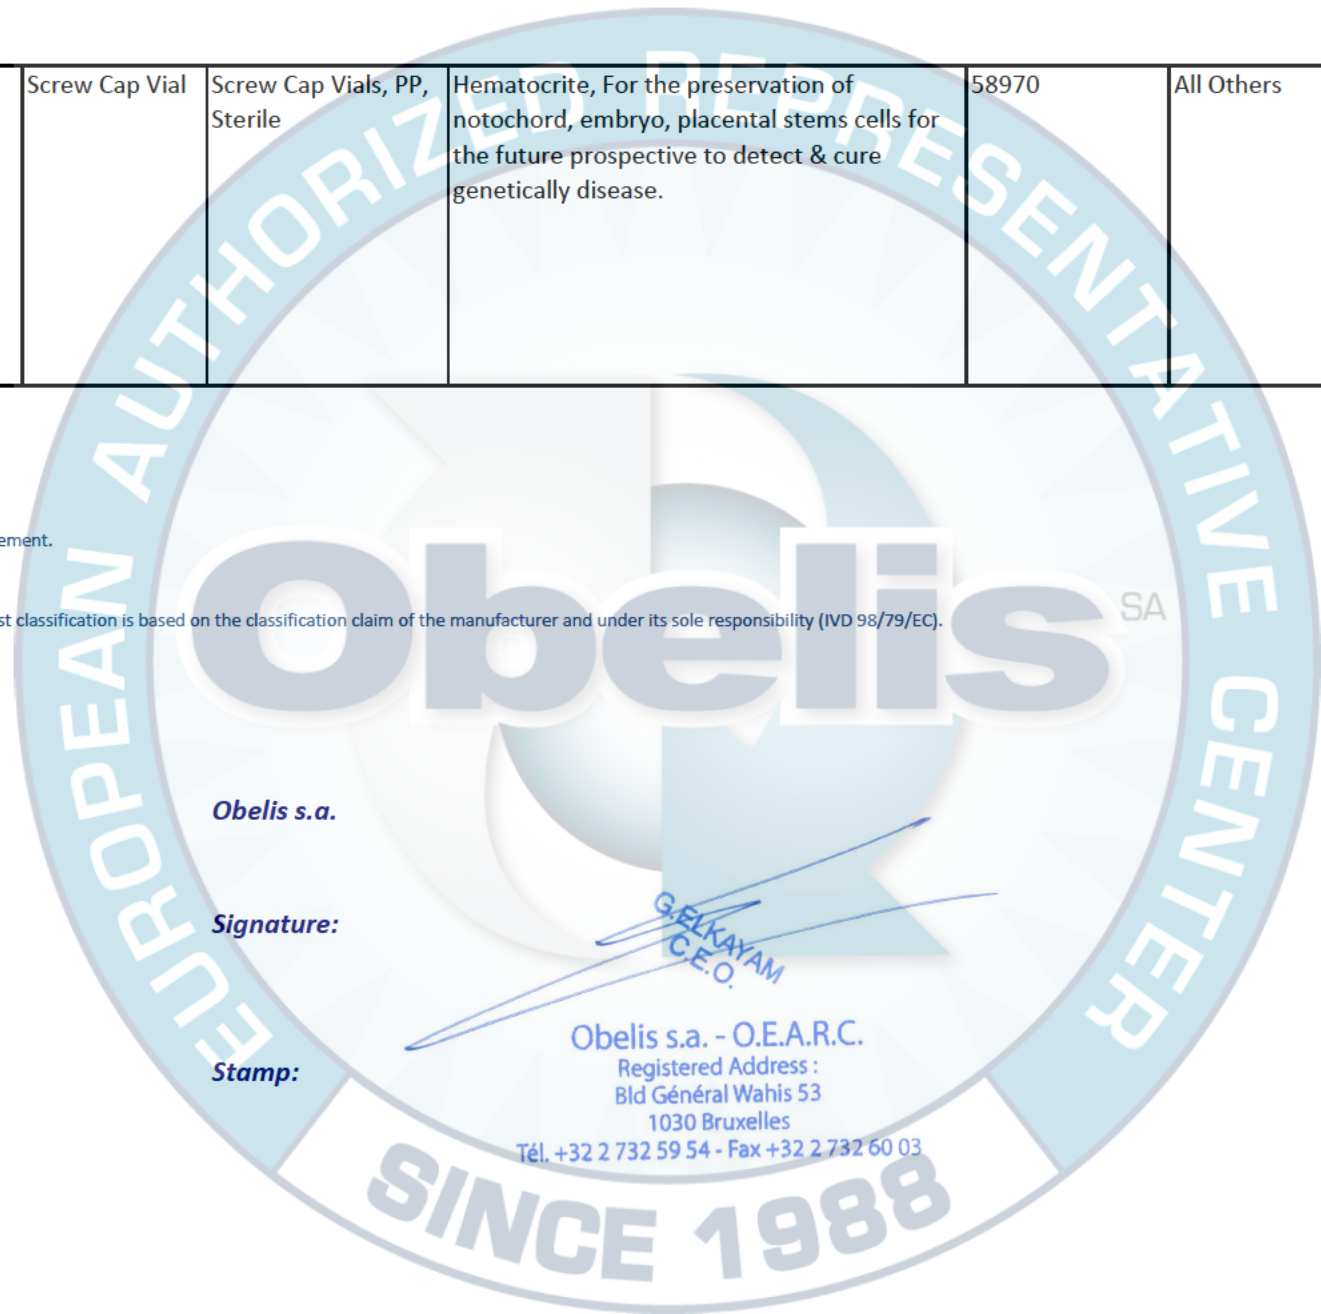 Screw Cap Vial Screw Cap Vials, PP, Hematocrite, For the preservation of 58970 All Others
Sterile notochord, embryo, placental stems cells for
the future prospective to detect & cure
genetically disease.
EUROPEAN AUTHORIZED REPRESENTATIVE CENTER
ement.
Obelis SA
st classification is based on the classification claim of the manufacturer and under its sole responsibility (IVD 98/79/EC).
Obelis s.a.
Signature:
G.ELKAYAM
C.E.O.
Obelis s.a. - O.E.A.R.C.
Registered Address :
Stamp:
Bld Général Wahis 53
1030 Bruxelles
Tél. +32 2 732 59 54 - Fax +32 2 732 60 03
SINCE 1988